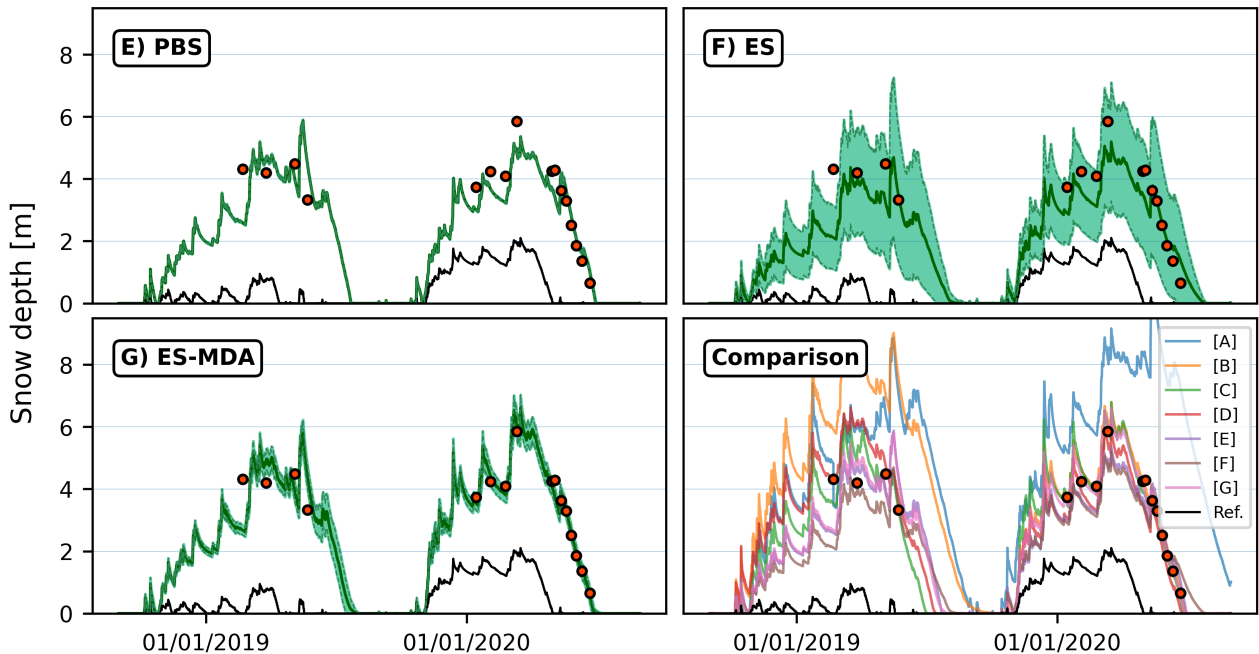 E) PBS
F) ES
8
6
4
2
0
Snow depth [m]
G) ES-MDA
Comparison
[A]
[B]
[C]
[D]
[E]
[F]
[G]
Ref.
8
6
4
2
0
01/01/2019
01/01/2020
01/01/2019
01/01/2020